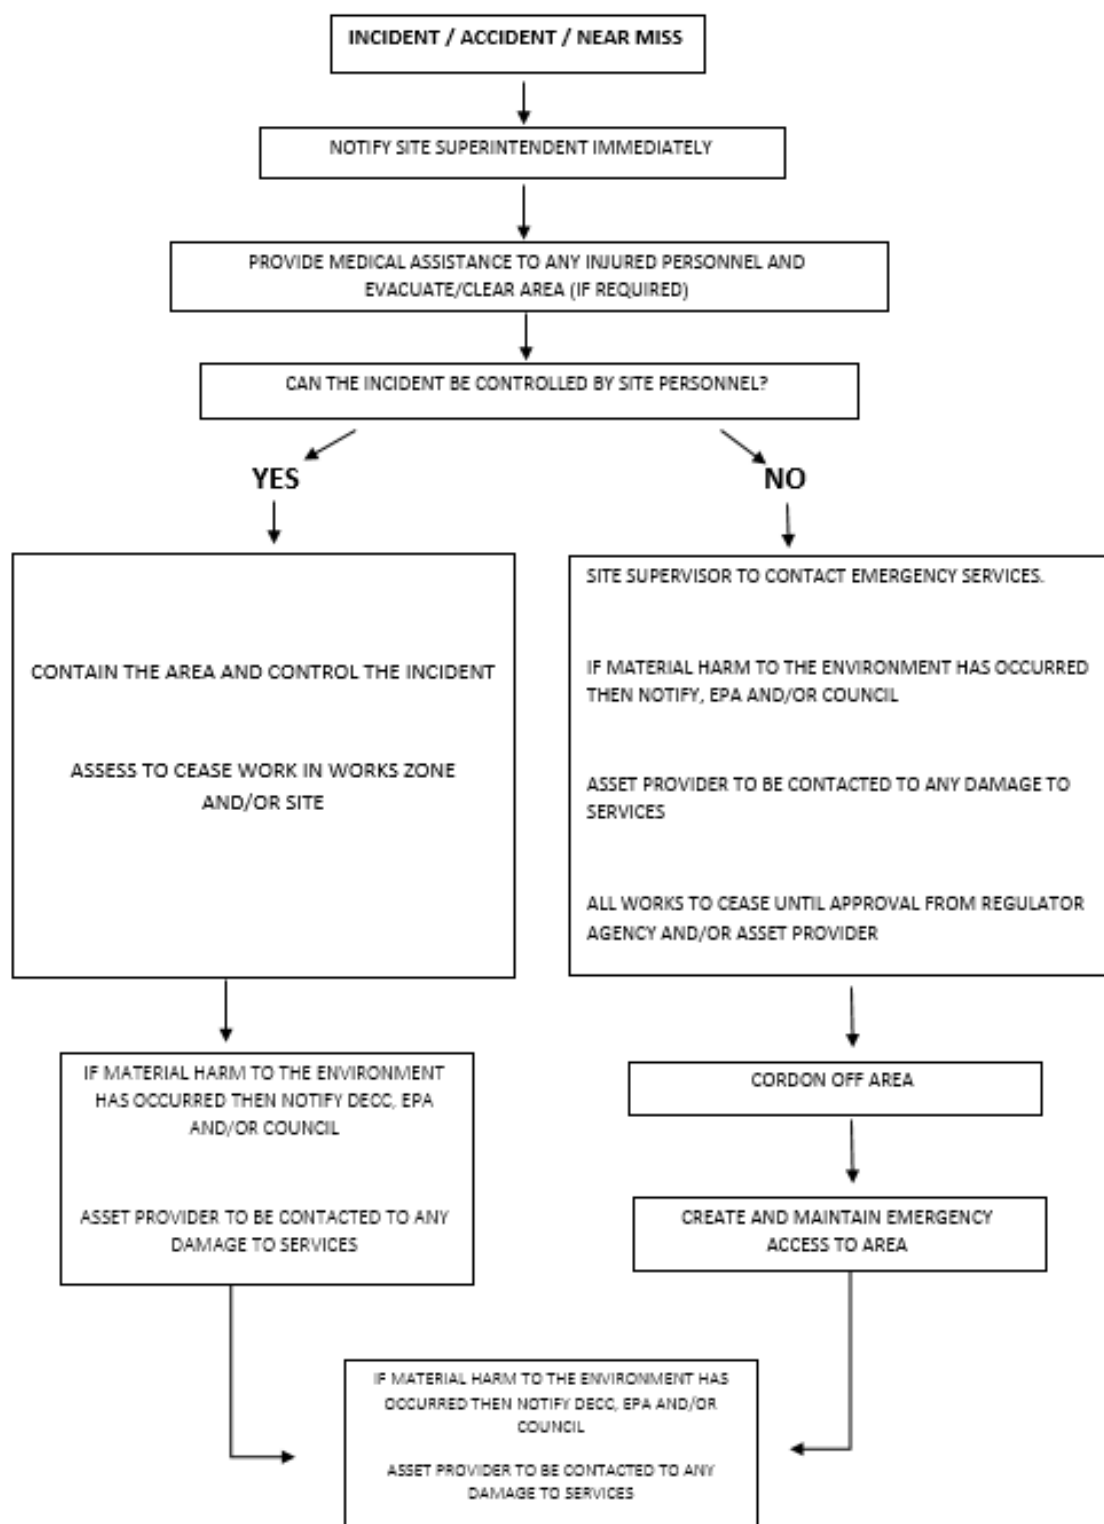 INCIDENT / ACCIDENT / NEAR MISS
NOTIFY SITE SUPERINTENDENT IMMEDIATELY
PROVIDE MEDICAL ASSISTANCE TO ANY INJURED PERSONNEL AND
EVACUATE/CLEAR AREA (IF REQUIRED)
CAN THE INCIDENT BE CONTROLLED BY SITE PERSONNEL?
YES
NO
CONTAIN THE AREA AND CONTROL THE INCIDENT
ASSESS TO CEASE WORK IN WORKS ZONE
AND/OR SITE
SITE SUPERVISOR TO CONTACT EMERGENCY SERVICES.
IF MATERIAL HARM TO THE ENVIRONMENT HAS OCCURRED
THEN NOTIFY, EPA AND/OR COUNCIL
ASSET PROVIDER TO BE CONTACTED TO ANY DAMAGE TO
SERVICES
ALL WORKS TO CEASE UNTIL APPROVAL FROM REGULATOR
AGENCY AND/OR ASSET PROVIDER
IF MATERIAL HARM TO THE ENVIRONMENT
HAS OCCURRED THEN NOTIFY DECC, EPA
AND/OR COUNCIL
ASSET PROVIDER TO BE CONTACTED TO ANY
DAMAGE TO SERVICES
CORDON OFF AREA
CREATE AND MAINTAIN EMERGENCY
ACCESS TO AREA
IF MATERIAL HARM TO THE ENVIRONMENT HAS
OCCURRED THEN NOTIFY DECC, EPA AND/OR
COUNCIL
ASSET PROVIDER TO BE CONTACTED TO ANY
DAMAGE TO SERVICES